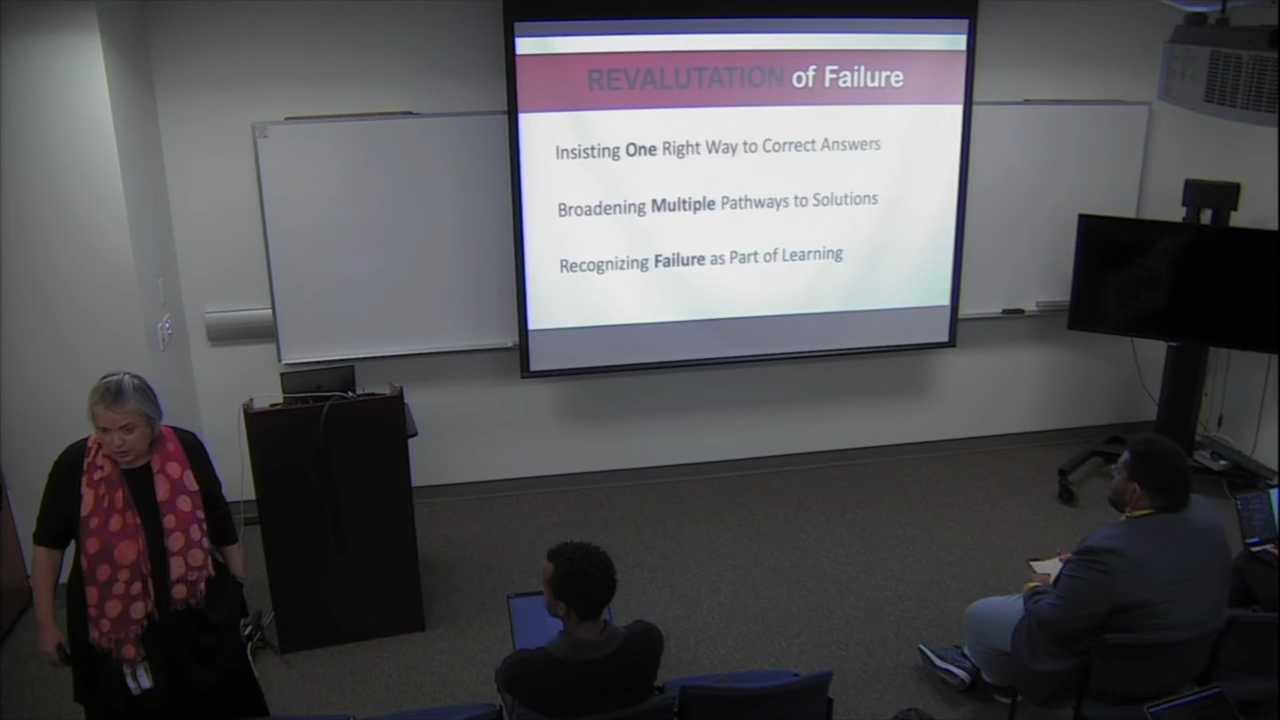 REVALUTATION of Failure
Insisting One Right Way to Correct Answers
Broadening Multiple Pathways to Solutions
Recognizing Failure as Part of Learning